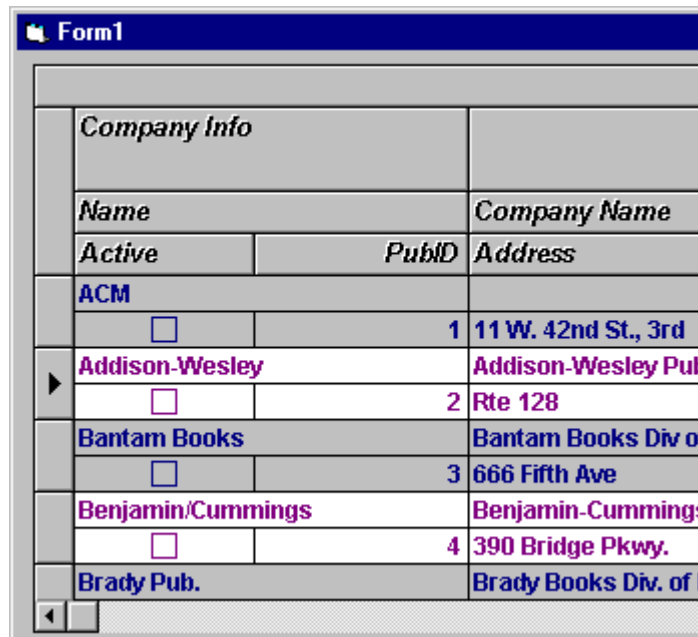 Form1
Company Info
Name Company Name
Active PubID Address
ACM
1 11 W. 42nd St., 3rd
Addison-Wesley Addison-Wesley Pub
2 Rte 128
Bantam Books Bantam Books Div o
3 666 Fifth Ave
Benjamin/Cummings Benjamin-Cummings
4 390 Bridge Pkwy.
Brady Pub. Brady Books Div. of